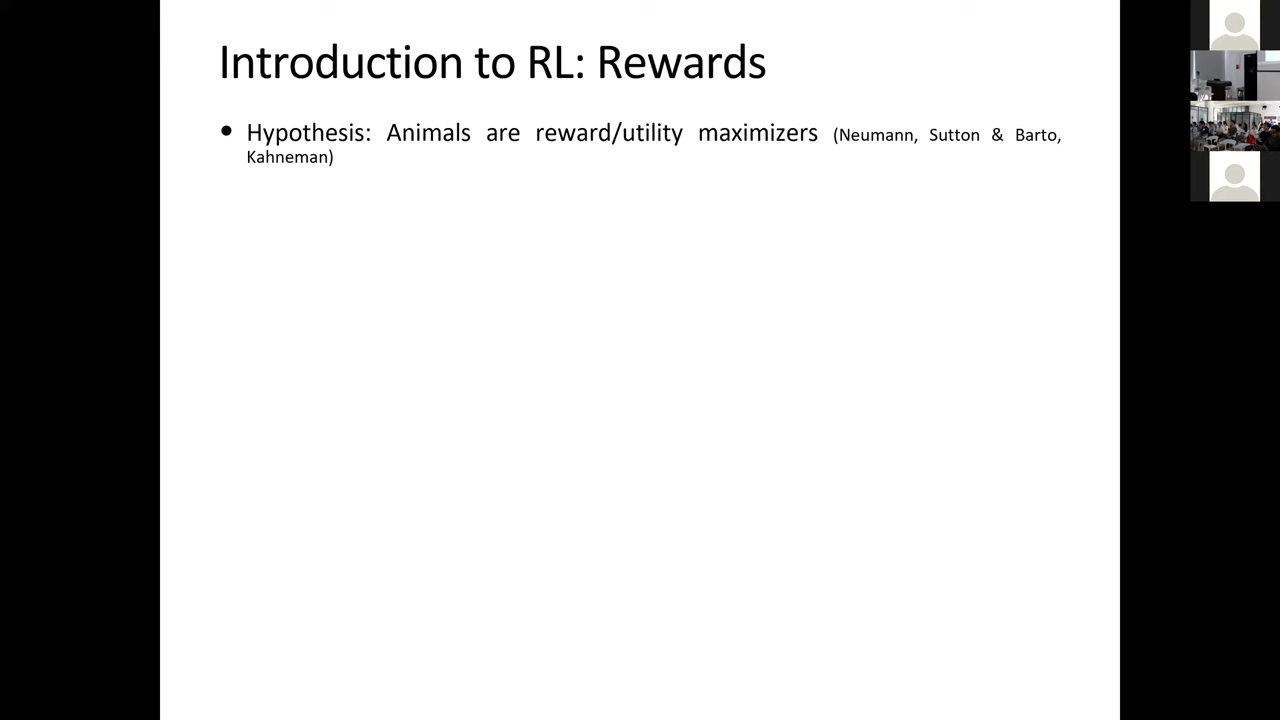 Introduction to RL: Rewards
• Hypothesis: Animals are reward/utility maximizers (Neumann, Sutton & Barto,
Kahneman)